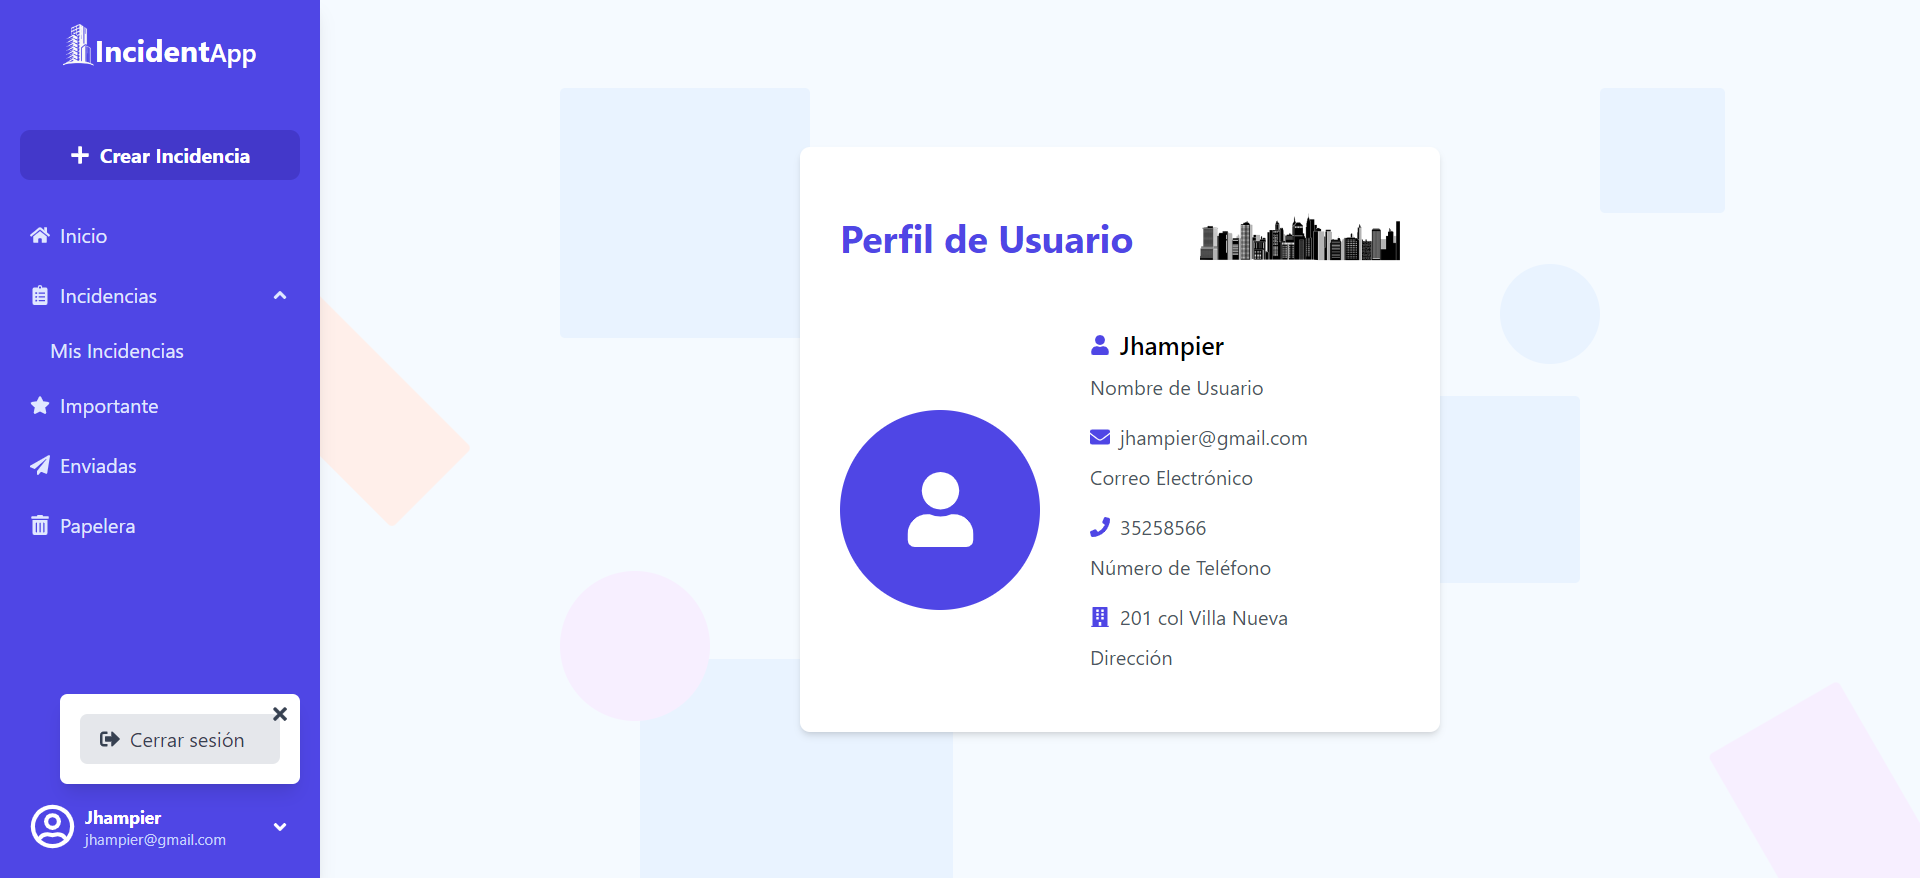 IncidentApp
Crear Incidencia
Inicio
Incidencias
Mis Incidencias
Importante
Enviadas
Papelera
Cerrar sesión
Jhampier
jhampier@gmail.com
Perfil de Usuario
Jhampier
Nombre de Usuario
jhampier@gmail.com
Correo Electrónico
35258566
Número de Teléfono
201 col Villa Nueva
Dirección